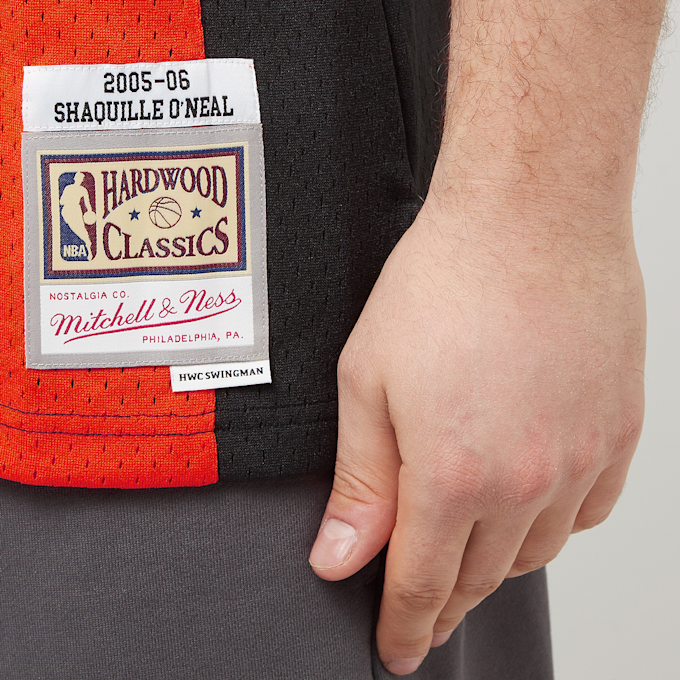 2005-06
SHAQUILLE O'NEAL
HARDWOOD
CLASSICS
NBA
NOSTALGIA CO.
Mitchell & Ness
PHILADELPHIA, PA.
HWC SWINGMAN